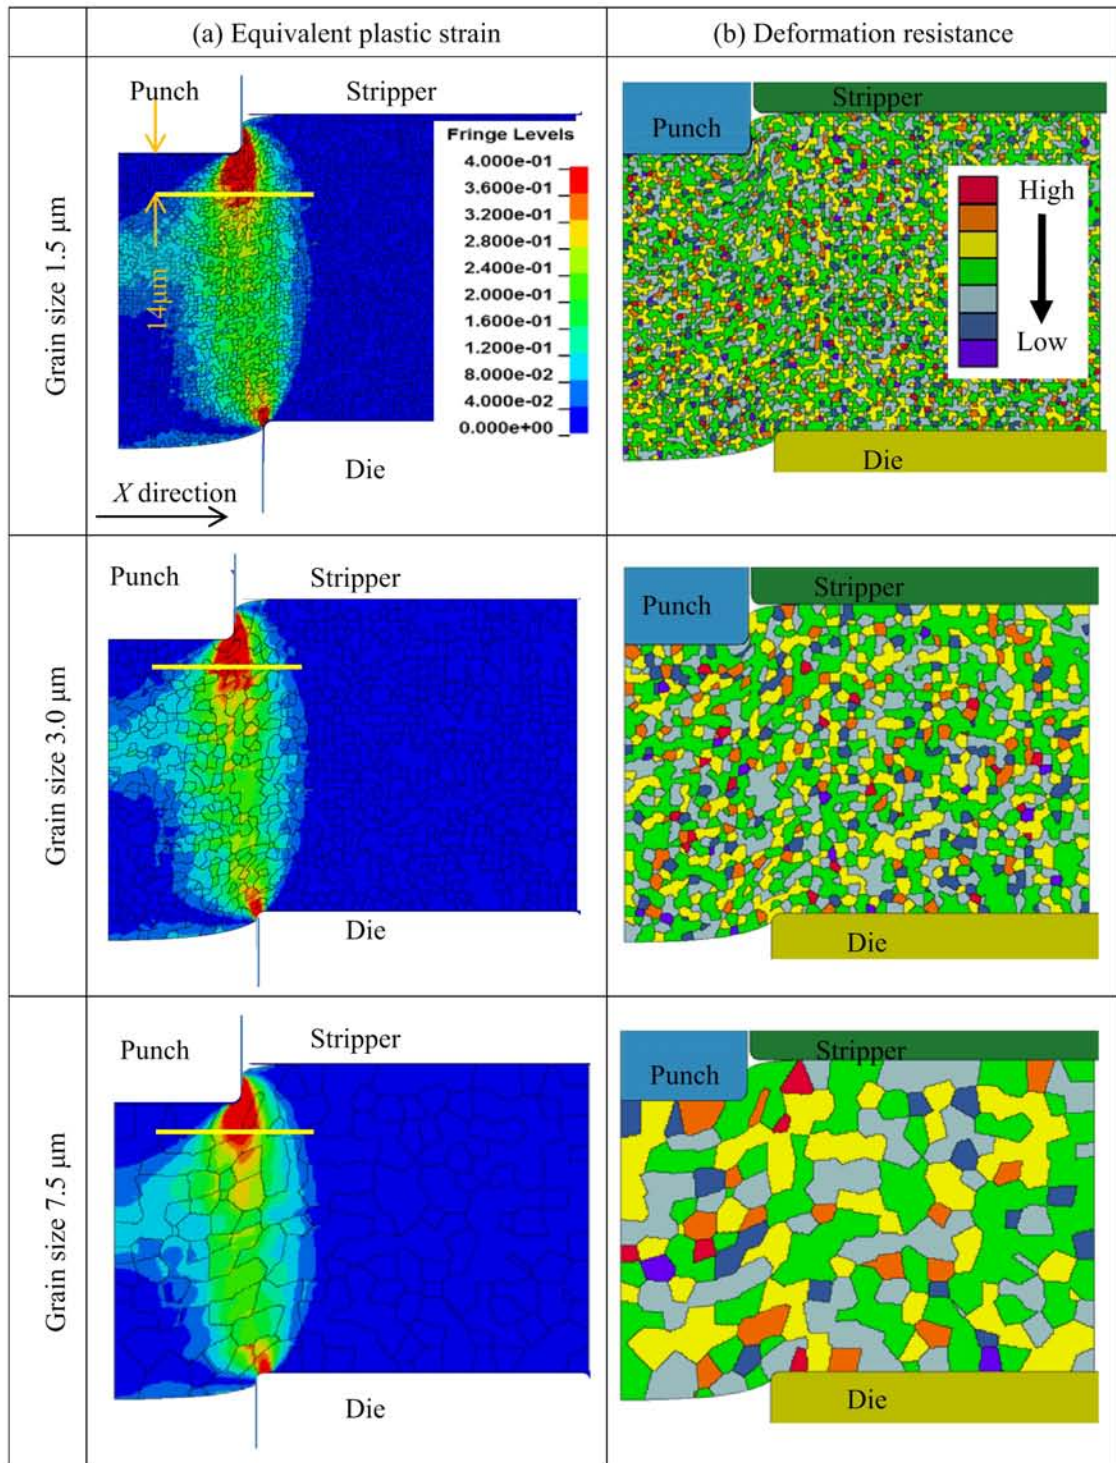 (a) Equivalent plastic strain
(b) Deformation resistance
Grain size 1.5 μm
Punch
Stripper
Fringe Levels
4.000e-01
3.600e-01
3.200e-01
2.800e-01
2.400e-01
2.000e-01
1.600e-01
1.200e-01
8.000e-02
4.000e-02
0.000e+00
14μm
Die
X direction
Punch
Stripper
High
Low
Die
Grain size 3.0 μm
Punch
Stripper
Die
Punch
Stripper
Die
Grain size 7.5 μm
Punch
Stripper
Die
Punch
Stripper
Die